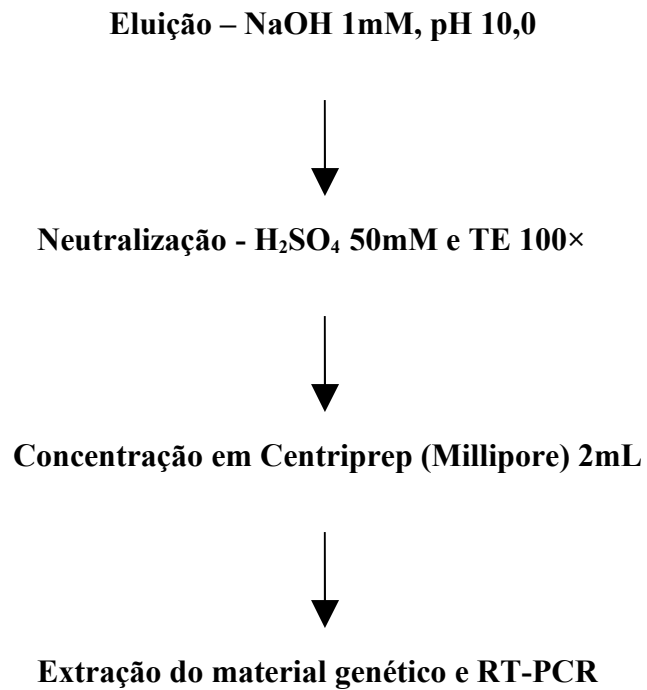 Eluição – NaOH 1mM, pH 10,0
Neutralização - H₂SO₄ 50mM e TE 100×
Concentração em Centriprep (Millipore) 2mL
Extração do material genético e RT-PCR